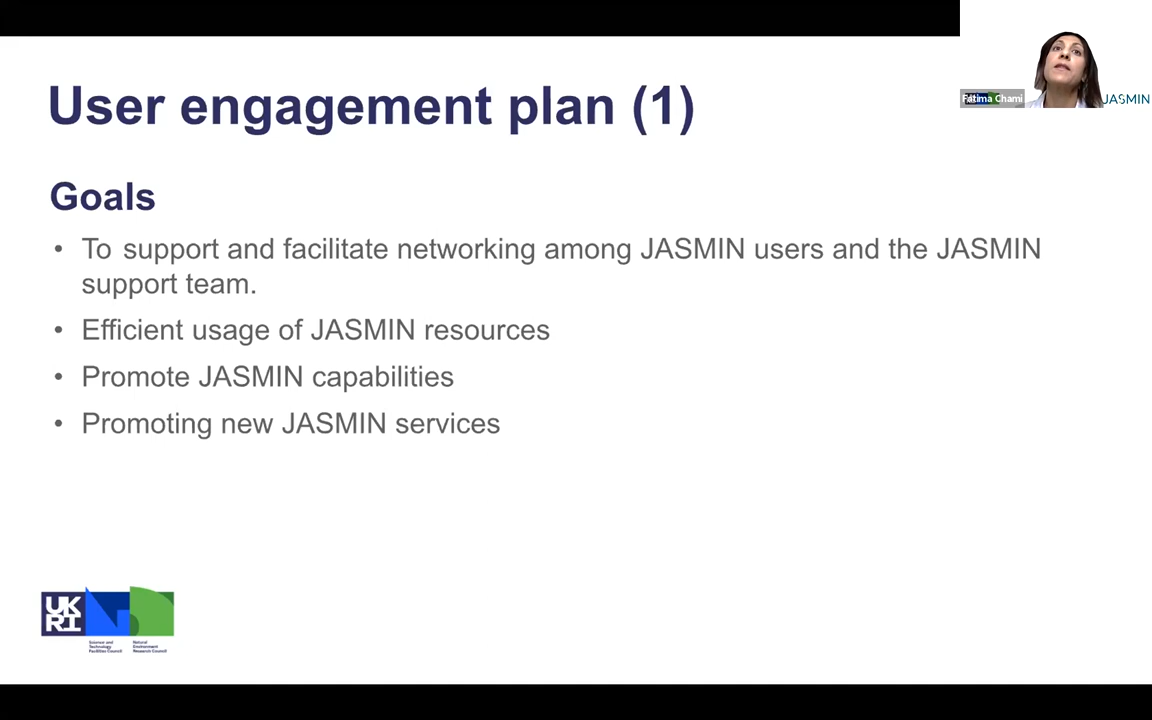 User engagement plan (1)
Fatima Chami
JASMIN
Goals
• To support and facilitate networking among JASMIN users and the JASMIN
support team.
• Efficient usage of JASMIN resources
• Promote JASMIN capabilities
• Promoting new JASMIN services
UK
RI
Science and
Technology
Facilities Council
Natural
Environment
Research Council